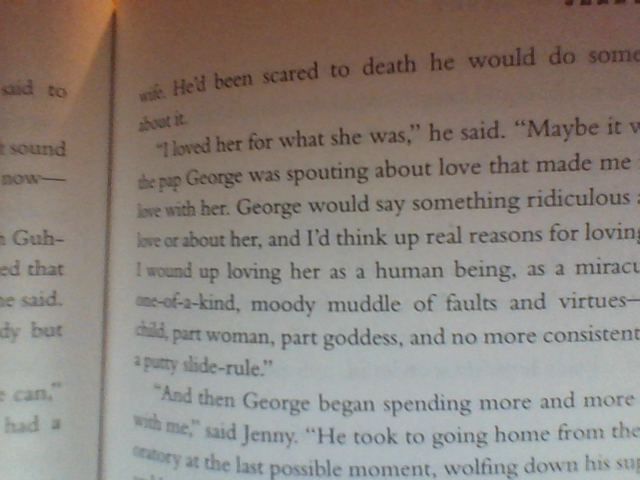 said to
sound
now—
Guh-
ed that
he said.
dy but
can,"
had a
wife. He'd been scared to death he would do some
about it.
"I loved her for what she was," he said. "Maybe it w
the pap George was spouting about love that made me
love with her. George would say something ridiculous a
love or about her, and I'd think up real reasons for loving
I wound up loving her as a human being, as a miracu
one-of-a-kind, moody muddle of faults and virtues—
child, part woman, part goddess, and no more consistent
a putty slide-rule."
"And then George began spending more and more
with me," said Jenny. "He took to going home from the
oratory at the last possible moment, wolfing down his sup